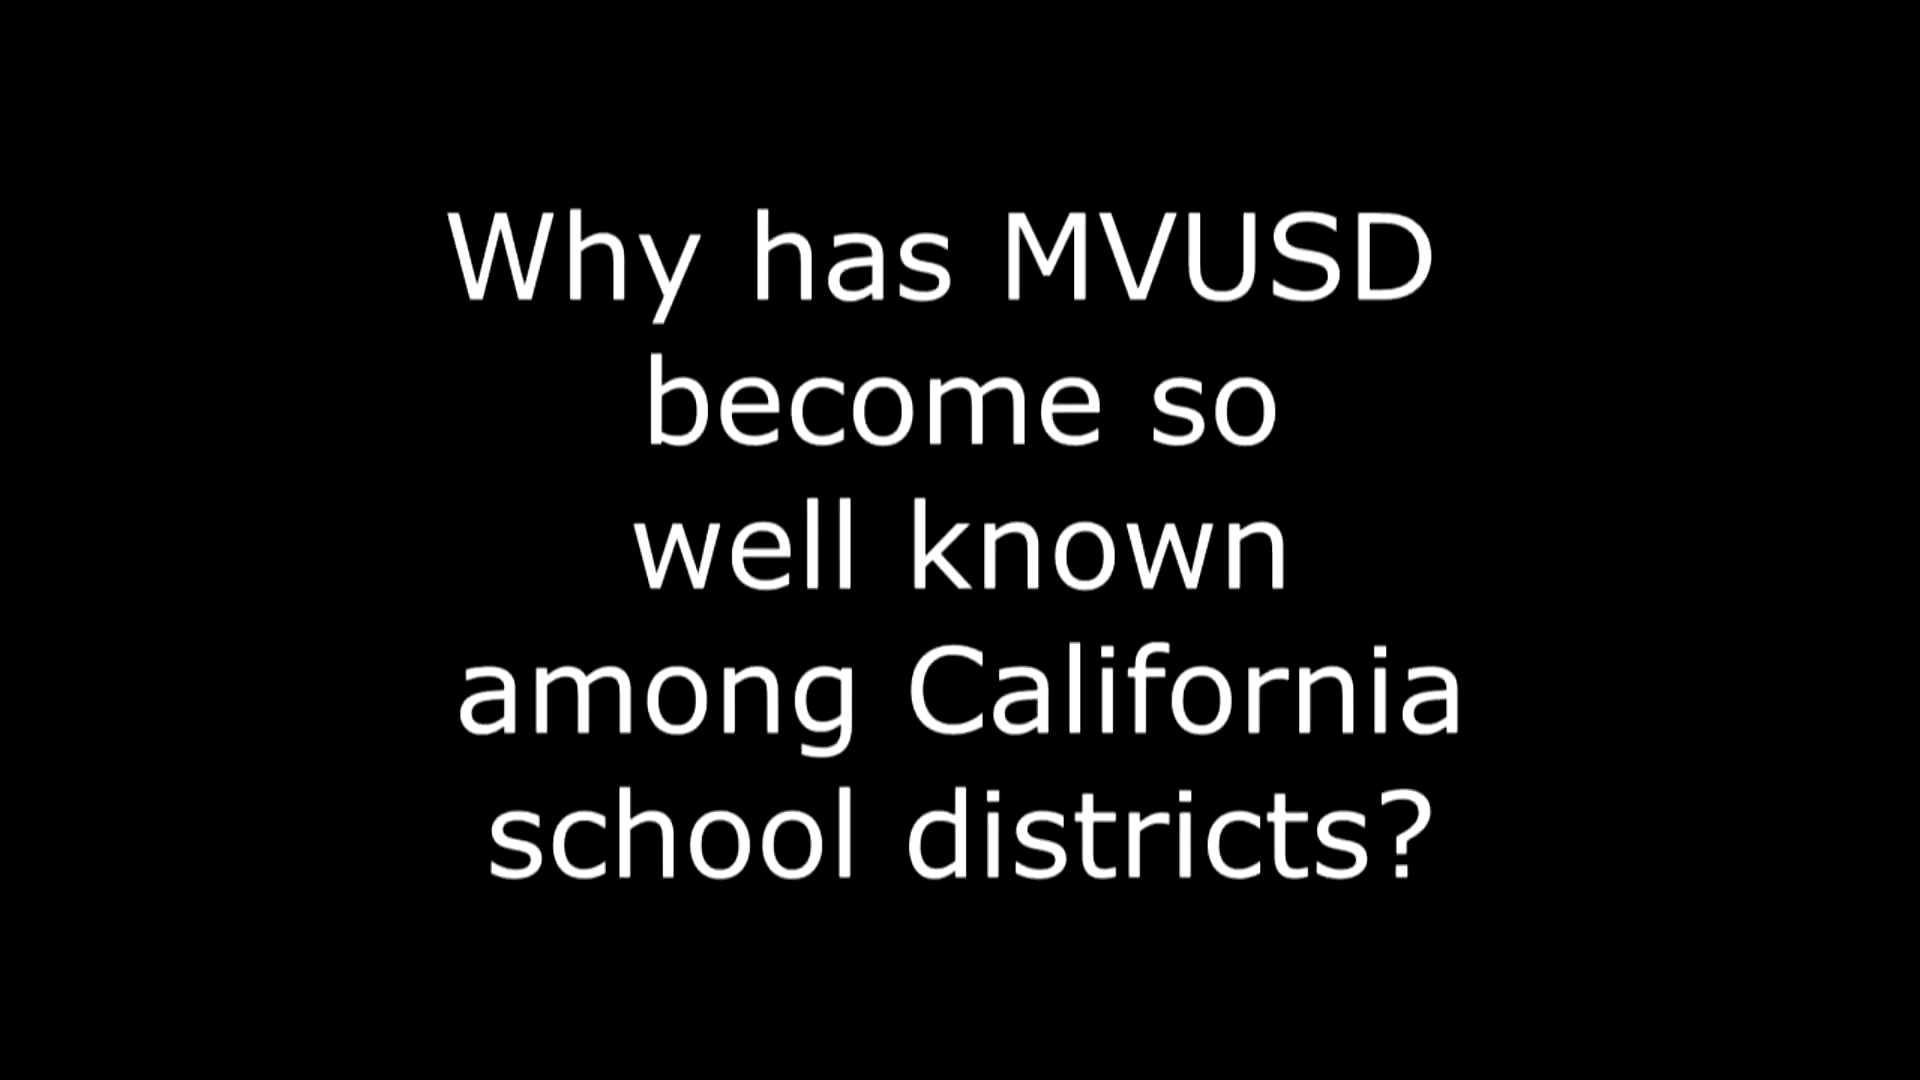 Why has MVUSD
become so
well known
among California
school districts?